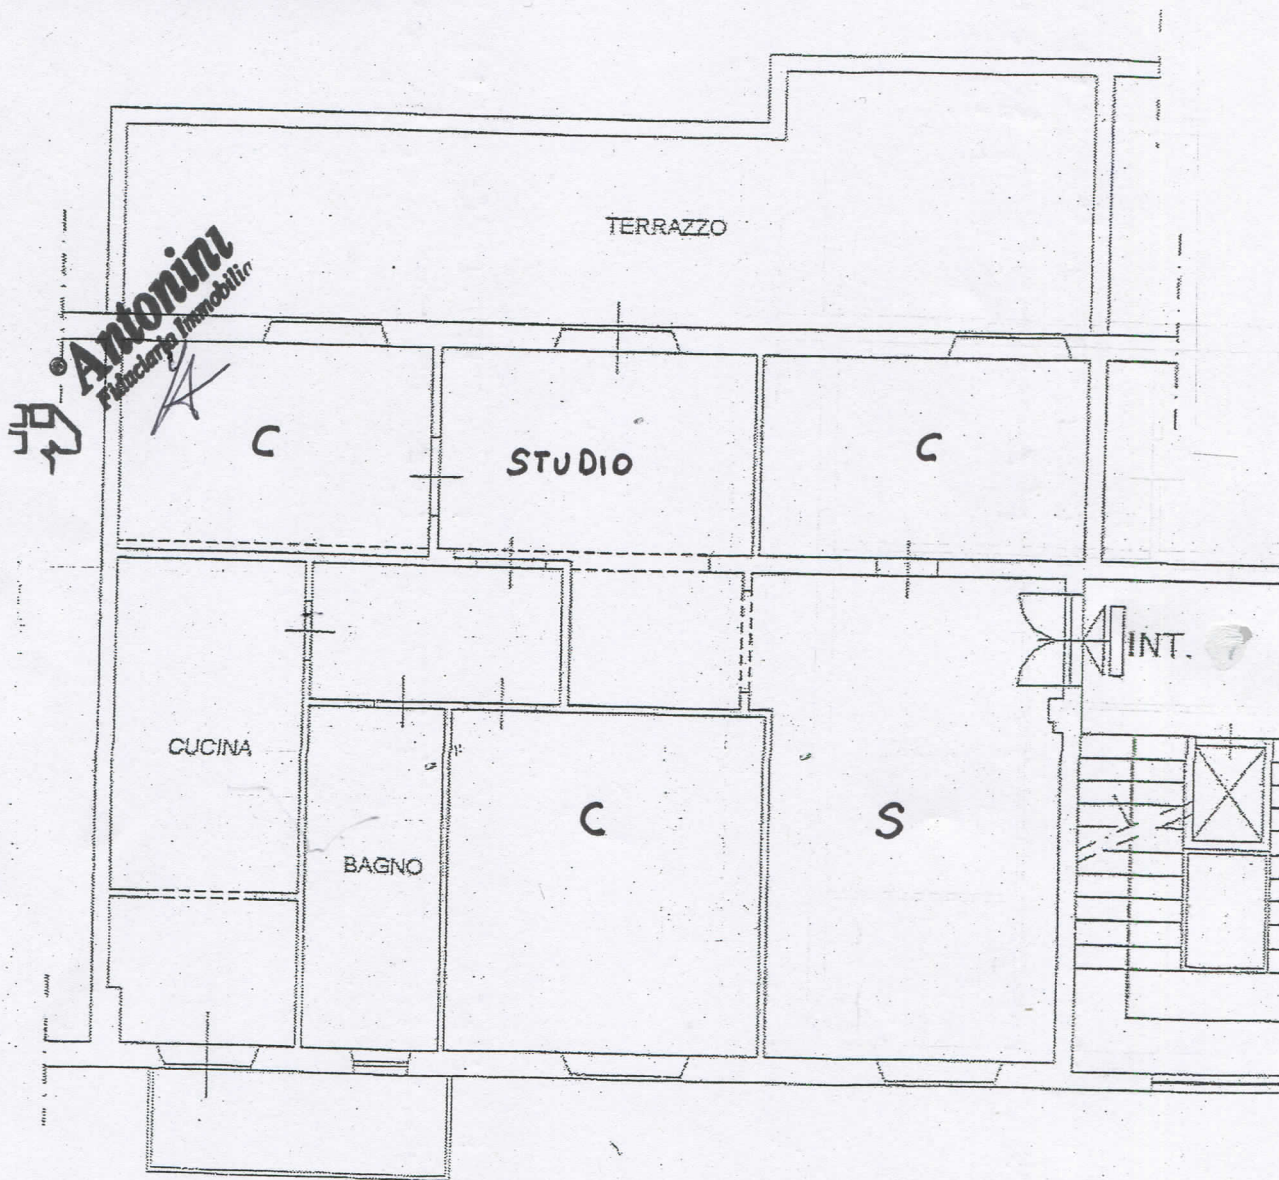 TERRAZZO
© Antonini
Fiduciaria Immobiliare
C
STUDIO
C
INT.
CUCINA
BAGNO
C
S